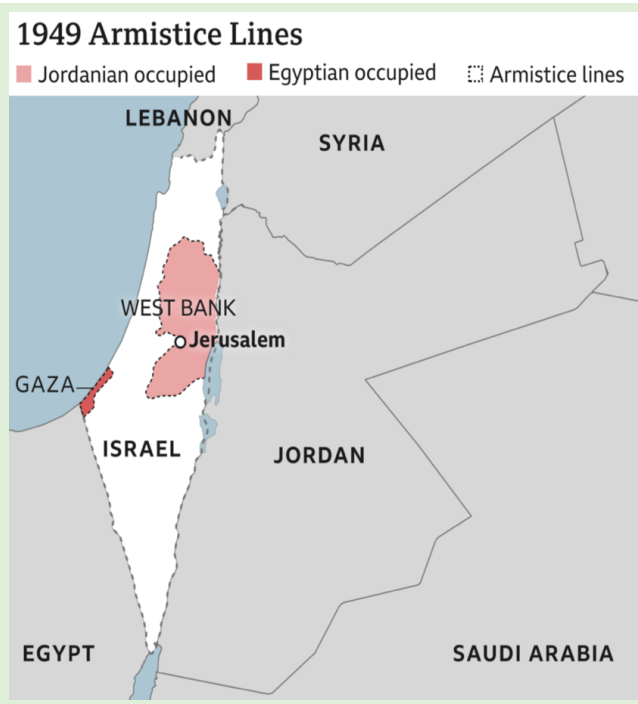 1949 Armistice Lines
Jordanian occupied
Egyptian occupied
Armistice lines
LEBANON
SYRIA
WEST BANK
Jerusalem
GAZA
ISRAEL
JORDAN
EGYPT
SAUDI ARABIA